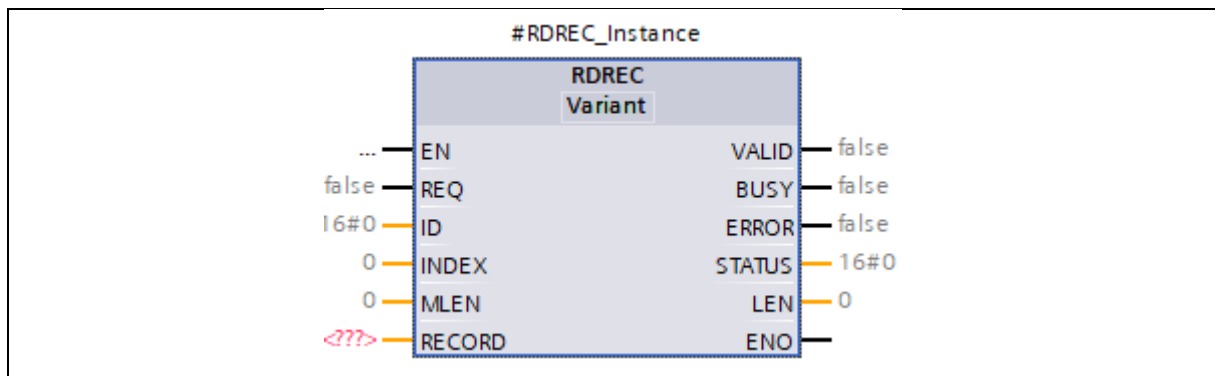 #RDREC_Instance
RDREC
Variant
... EN VALID false
false REQ BUSY false
16#0 ID ERROR false
0 INDEX STATUS 16#0
0 MLEN LEN 0
<???> RECORD ENO